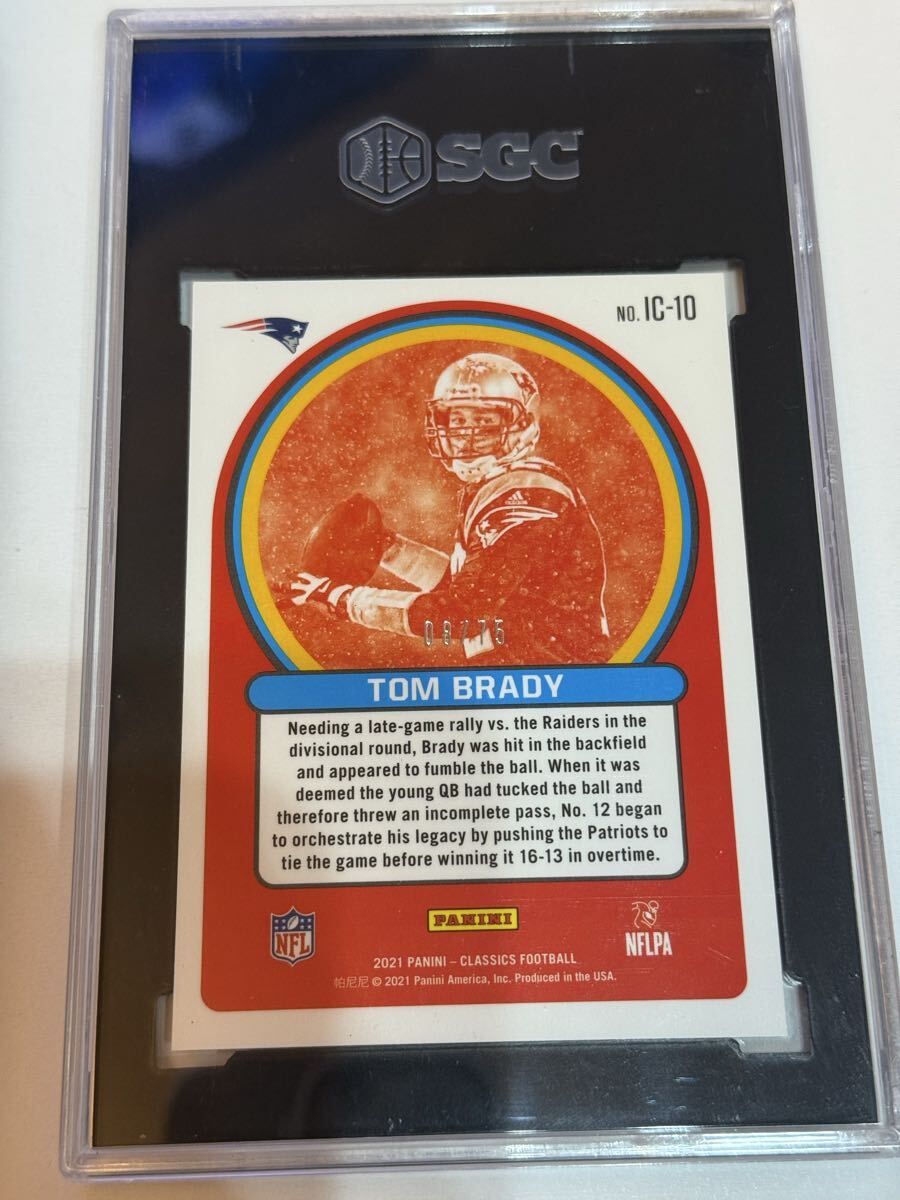 SGC
NO. IC-10
08/75
TOM BRADY
Needing a late-game rally vs. the Raiders in the
divisional round, Brady was hit in the backfield
and appeared to fumble the ball. When it was
deemed the young QB had tucked the ball and
therefore threw an incomplete pass, No. 12 began
to orchestrate his legacy by pushing the Patriots to
tie the game before winning it 16-13 in overtime.
NFL
PANINI
NFLPA
2021 PANINI – CLASSICS FOOTBALL
帕尼尼 © 2021 Panini America, Inc. Produced in the USA.